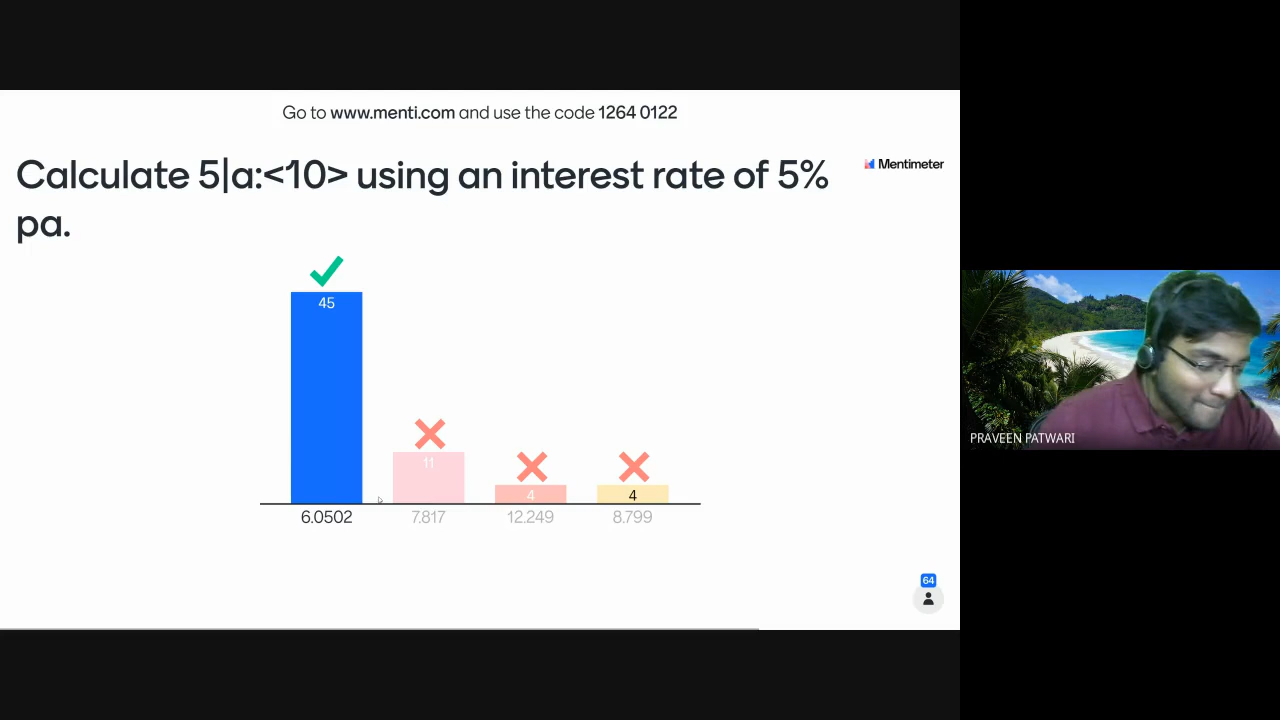 Go to www.menti.com and use the code 1264 0122
Calculate 5|a:<10> using an interest rate of 5%
pa.
Mentimeter
45
11
4
4
6.0502
7.817
12.249
8.799
64
PRAVEEN PATWARI